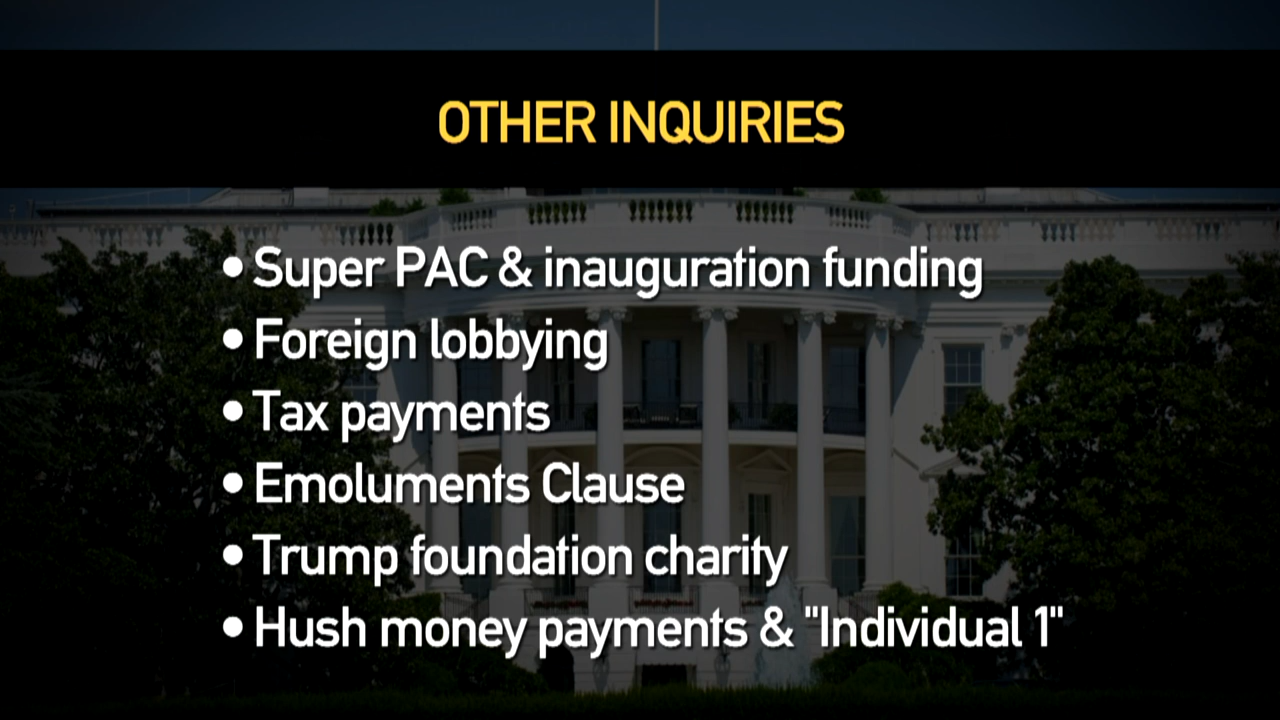 OTHER INQUIRIES
• Super PAC & inauguration funding
• Foreign lobbying
• Tax payments
• Emoluments Clause
• Trump foundation charity
• Hush money payments & "Individual 1"